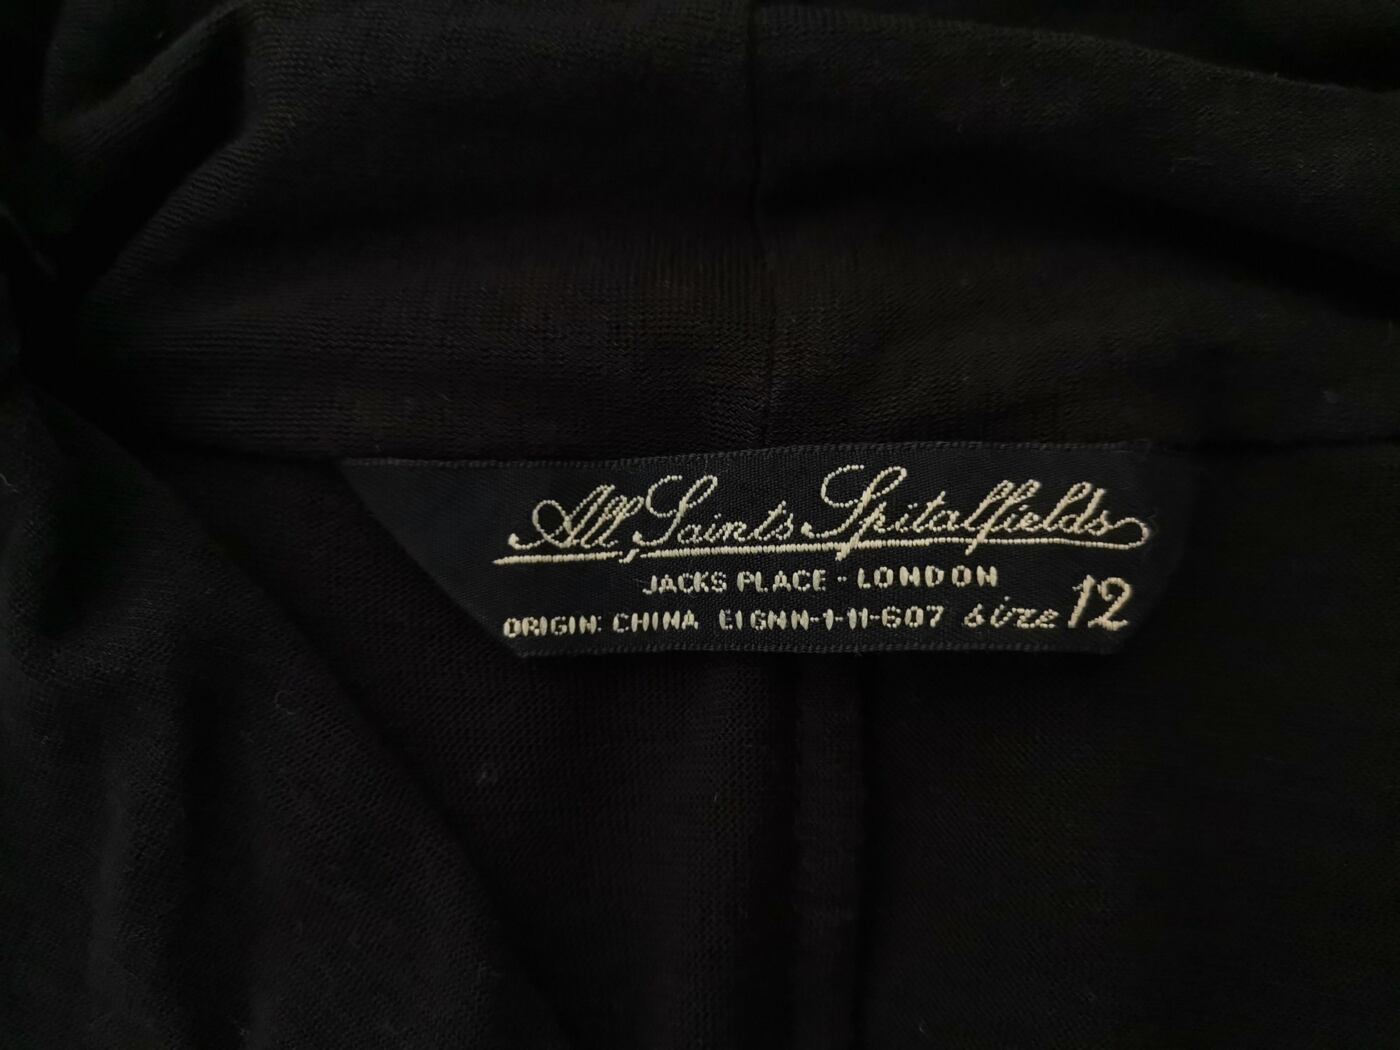 All Saints Spitalfields
JACKS PLACE - LONDON
ORIGIN: CHINA E1GNN-1-11-607 size 12